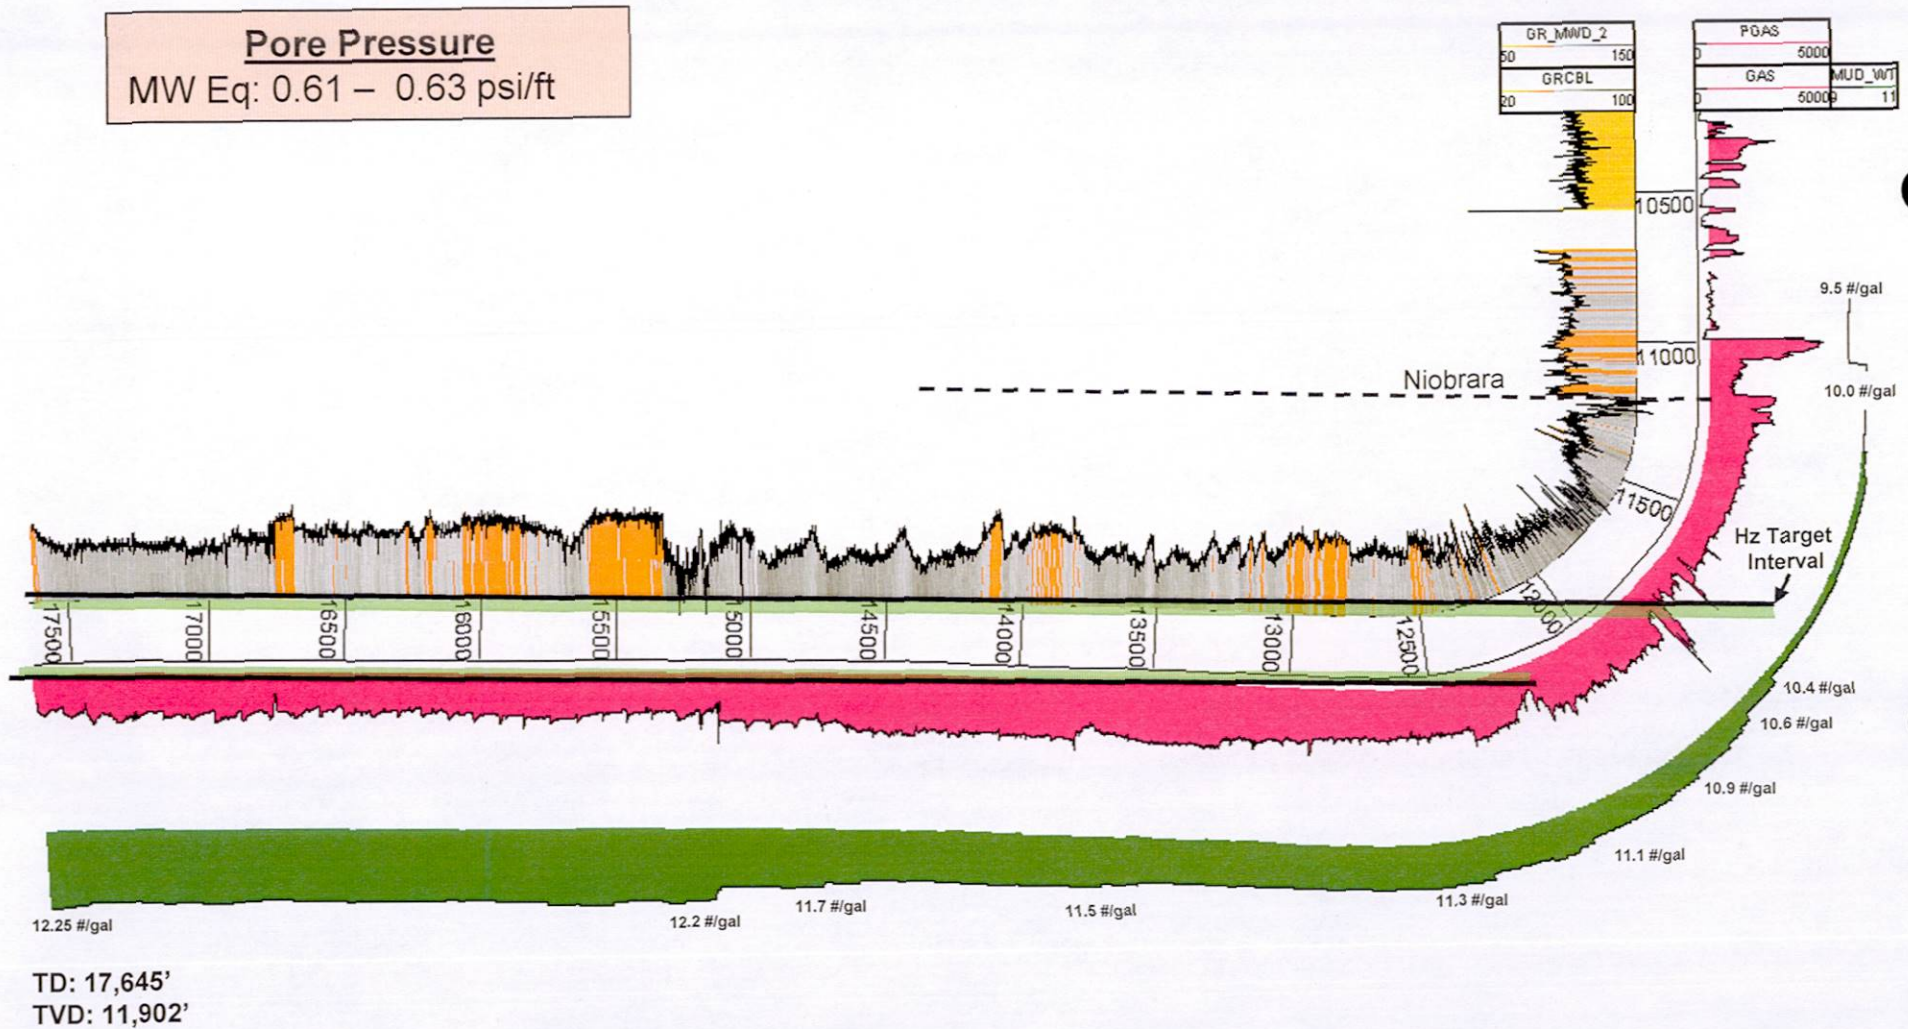 Pore Pressure
MW Eq: 0.61 – 0.63 psi/ft
GR_MWD_2
50 150
GRCBL
20 100
PGAS
0 5000
GAS
0 5000
MUD_WT
9 11
10500
9.5 #/gal
11000
Niobrara
10.0 #/gal
11500
Hz Target
Interval
12000
17500
17000
16500
16000
15500
15000
14500
14000
13500
13000
12500
10.4 #/gal
10.6 #/gal
10.9 #/gal
11.1 #/gal
11.3 #/gal
11.5 #/gal
11.7 #/gal
12.2 #/gal
12.25 #/gal
TD: 17,645’
TVD: 11,902’